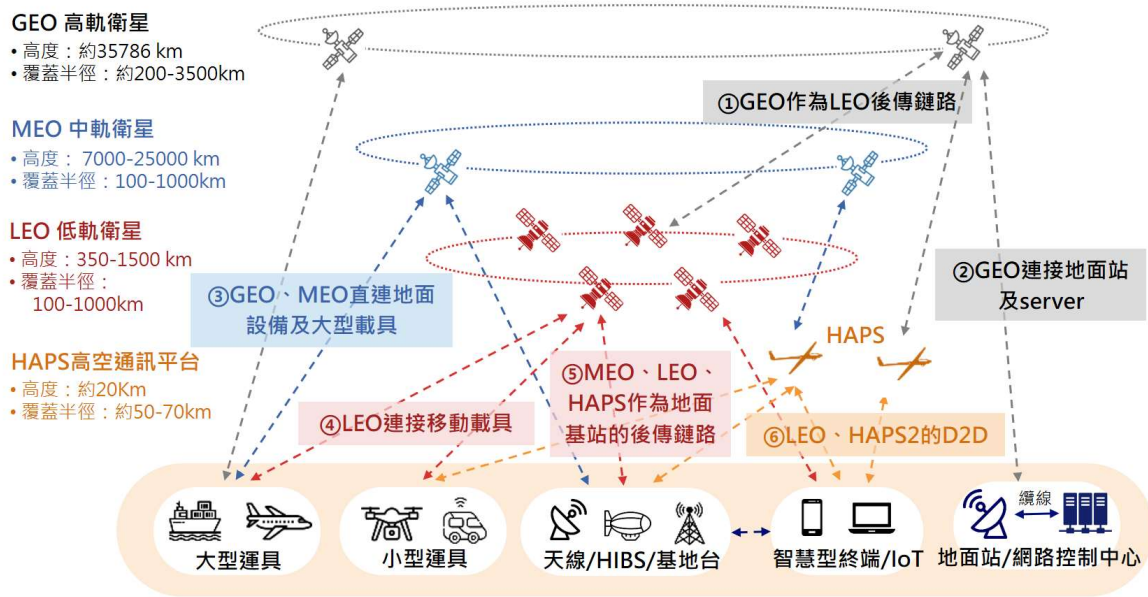 GEO 高軌衛星
• 高度：約35786 km
• 覆蓋半徑：約200-3500km
MEO 中軌衛星
• 高度： 7000-25000 km
• 覆蓋半徑：100-1000km
LEO 低軌衛星
• 高度：350-1500 km
• 覆蓋半徑：
100-1000km
HAPS高空通訊平台
• 高度：約20Km
• 覆蓋半徑：約50-70km
①GEO作為LEO後傳鏈路
②GEO連接地面站
及server
③GEO、MEO直連地面
設備及大型載具
HAPS
④LEO連接移動載具
⑤MEO、LEO、
HAPS作為地面
基站的後傳鏈路
⑥LEO、HAPS2的D2D
大型運具
小型運具
天線/HIBS/基地台
智慧型終端/IoT
纜線
地面站/網路控制中心